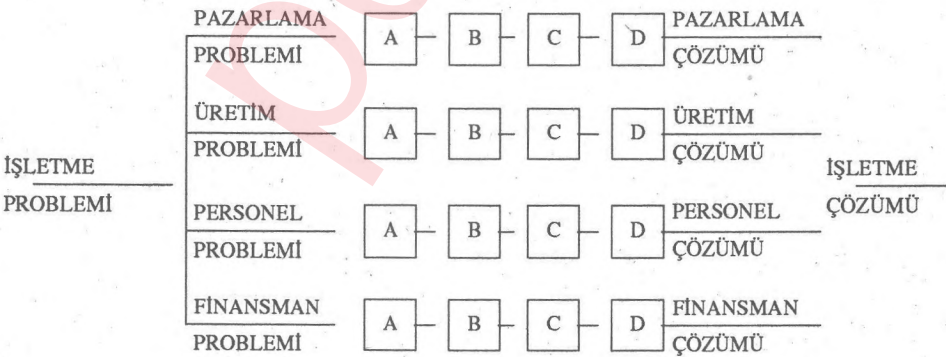 PAZARLAMA
PROBLEMİ
A B C D
PAZARLAMA
ÇÖZÜMÜ
ÜRETİM
PROBLEMİ
A B C D
ÜRETİM
ÇÖZÜMÜ
İŞLETME
PROBLEMİ
İŞLETME
ÇÖZÜMÜ
PERSONEL
PROBLEMİ
A B C D
PERSONEL
ÇÖZÜMÜ
FİNANSMAN
PROBLEMİ
A B C D
FİNANSMAN
ÇÖZÜMÜ